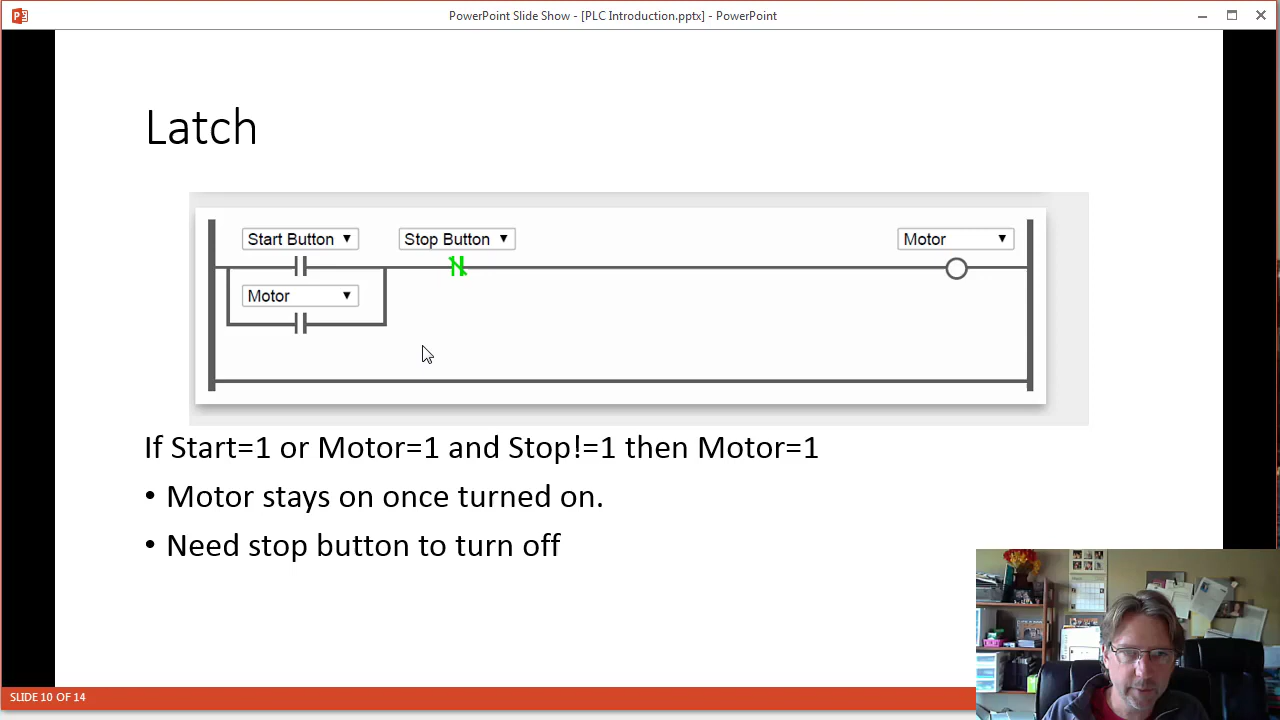 PowerPoint Slide Show - [PLC Introduction.pptx] - PowerPoint
Latch
Start Button Stop Button Motor
Motor
If Start=1 or Motor=1 and Stop!=1 then Motor=1
• Motor stays on once turned on.
• Need stop button to turn off
SLIDE 10 OF 14